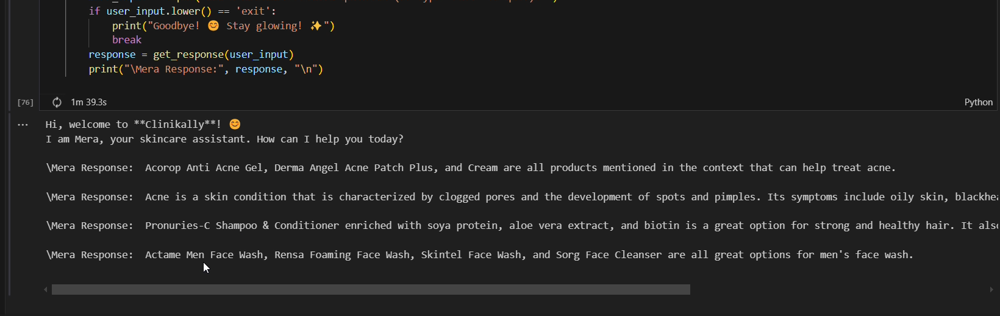 if user_input.lower() == 'exit':
print("Goodbye! 😊 Stay glowing! ✨")
break
response = get_response(user_input)
print("\Mera Response:", response, "\n")
[76]
1m 39.3s
Python
Hi, welcome to **Clinikally**! 😊
I am Mera, your skincare assistant. How can I help you today?
\Mera Response:  Acorop Anti Acne Gel, Derma Angel Acne Patch Plus, and Cream are all products mentioned in the context that can help treat acne.
\Mera Response:  Acne is a skin condition that is characterized by clogged pores and the development of spots and pimples. Its symptoms include oily skin,
\Mera Response:  Pronuries-C Shampoo & Conditioner enriched with soya protein, aloe vera extract, and biotin is a great option for strong and healthy hair. It
\Mera Response:  Actame Men Face Wash, Rensa Foaming Face Wash, Skintel Face Wash, and Sorg Face Cleanser are all great options for men's face wash.